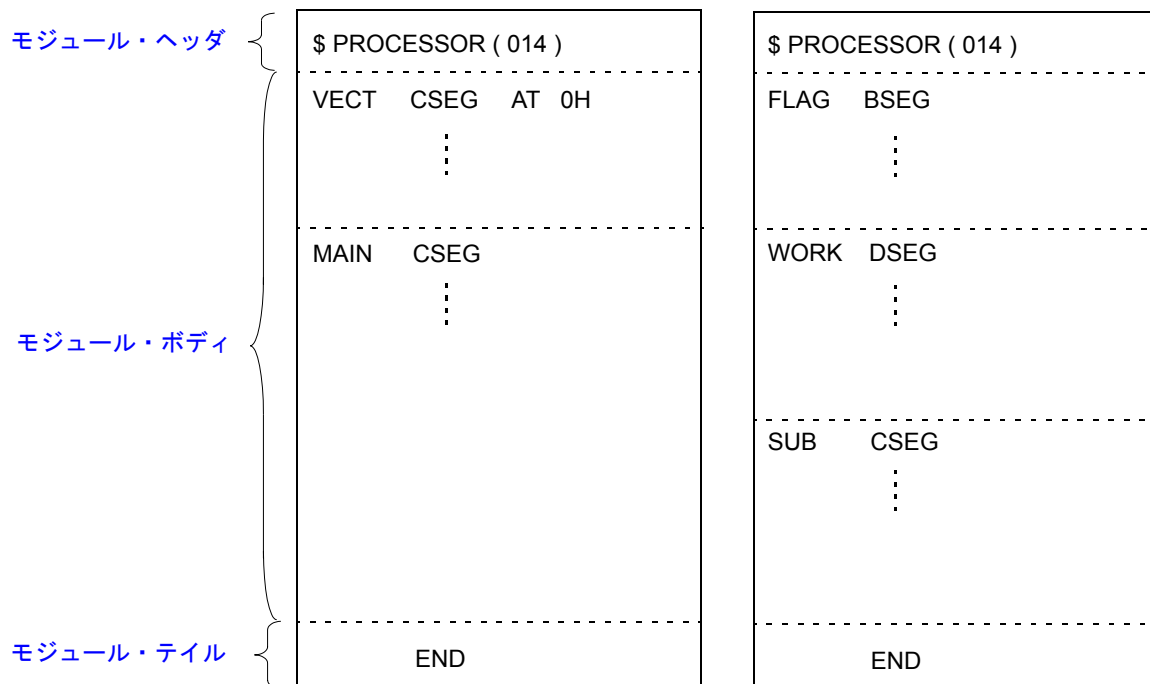 モジュール・ヘッダ
$ PROCESSOR ( 014 )
VECT CSEG AT 0H
MAIN CSEG
モジュール・ボディ
モジュール・テイル
END
$ PROCESSOR ( 014 )
FLAG BSEG
WORK DSEG
SUB CSEG
END